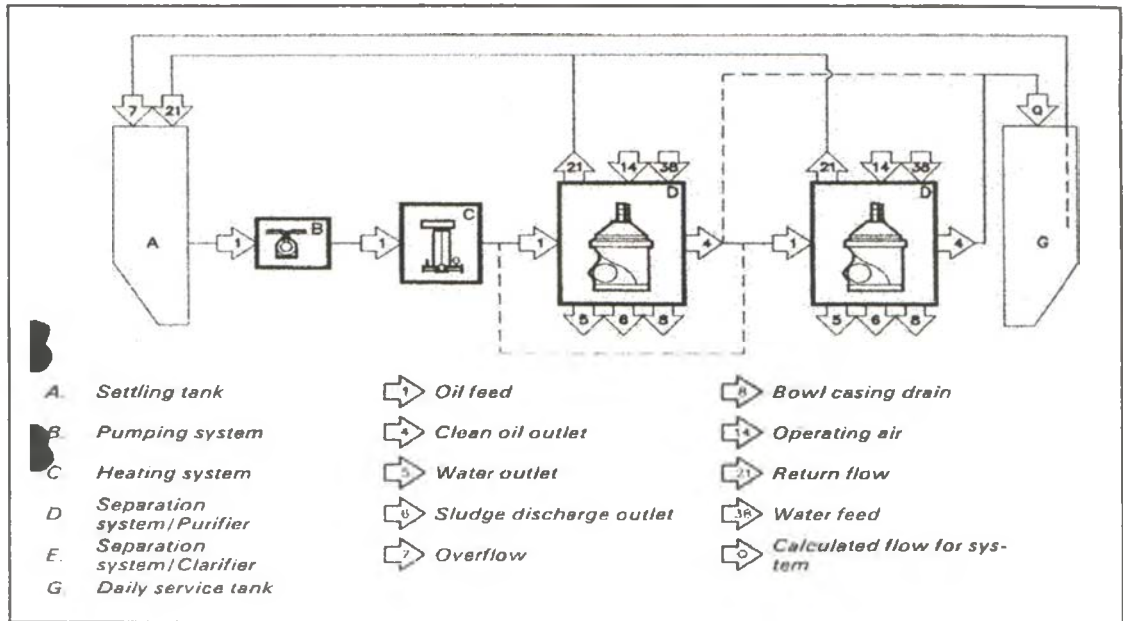 7 21 Q
21 14 38 21 14 38
D D
B C
A 1 1 1 4 1 4 G
5 6 8 5 6 8
A. Settling tank
B. Pumping system
C Heating system
D Separation
system/Purifier
E. Separation
system/Clarifier
G. Daily service tank
1 Oil feed
4 Clean oil outlet
5 Water outlet
6 Sludge discharge outlet
7 Overflow
8 Bowl casing drain
14 Operating air
21 Return flow
38 Water feed
Q Calculated flow for sys-
tem